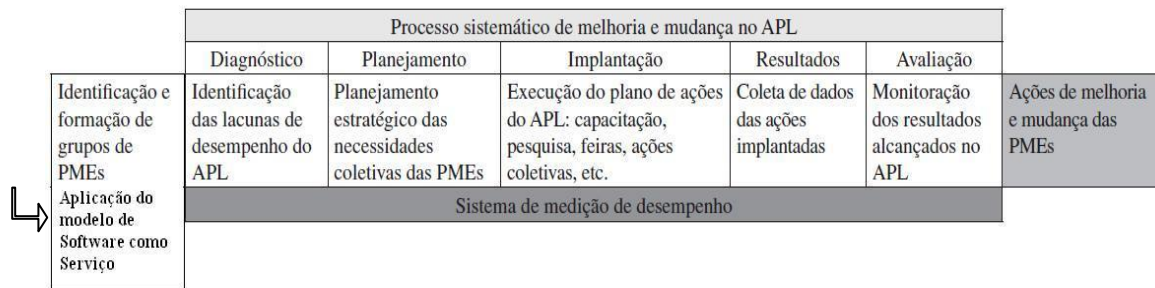 Processo sistemático de melhoria e mudança no APL
Diagnóstico
Planejamento
Implantação
Resultados
Avaliação
Identificação e
formação de
grupos de
PMEs
Identificação
das lacunas de
desempenho do
APL
Planejamento
estratégico das
necessidades
coletivas das PMEs
Execução do plano de ações
do APL: capacitação,
pesquisa, feiras, ações
coletivas, etc.
Coleta de dados
das ações
implantadas
Monitoração
dos resultados
alcançados no
APL
Ações de melhoria
e mudança das
PMEs
Aplicação do
modelo de
Software como
Serviço
Sistema de medição de desempenho